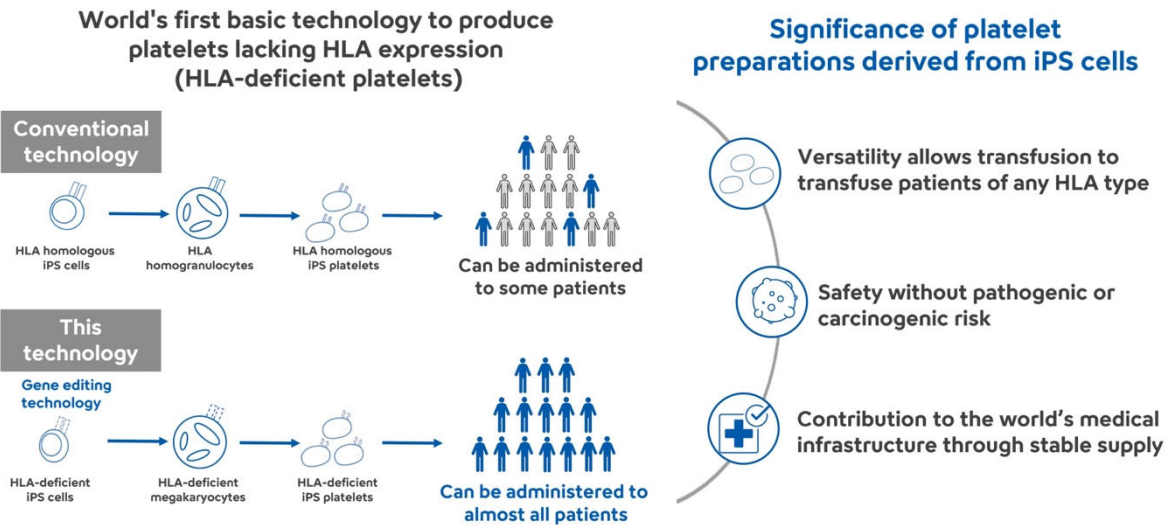 World's first basic technology to produce
platelets lacking HLA expression
(HLA-deficient platelets)
Conventional
technology
HLA homologous
iPS cells
HLA
homogranulocytes
HLA homologous
iPS platelets
Can be administered
to some patients
This
technology
Gene editing
technology
HLA-deficient
iPS cells
HLA-deficient
megakaryocytes
HLA-deficient
iPS platelets
Can be administered to
almost all patients
Significance of platelet
preparations derived from iPS cells
Versatility allows transfusion to
transfuse patients of any HLA type
Safety without pathogenic or
carcinogenic risk
Contribution to the world's medical
infrastructure through stable supply